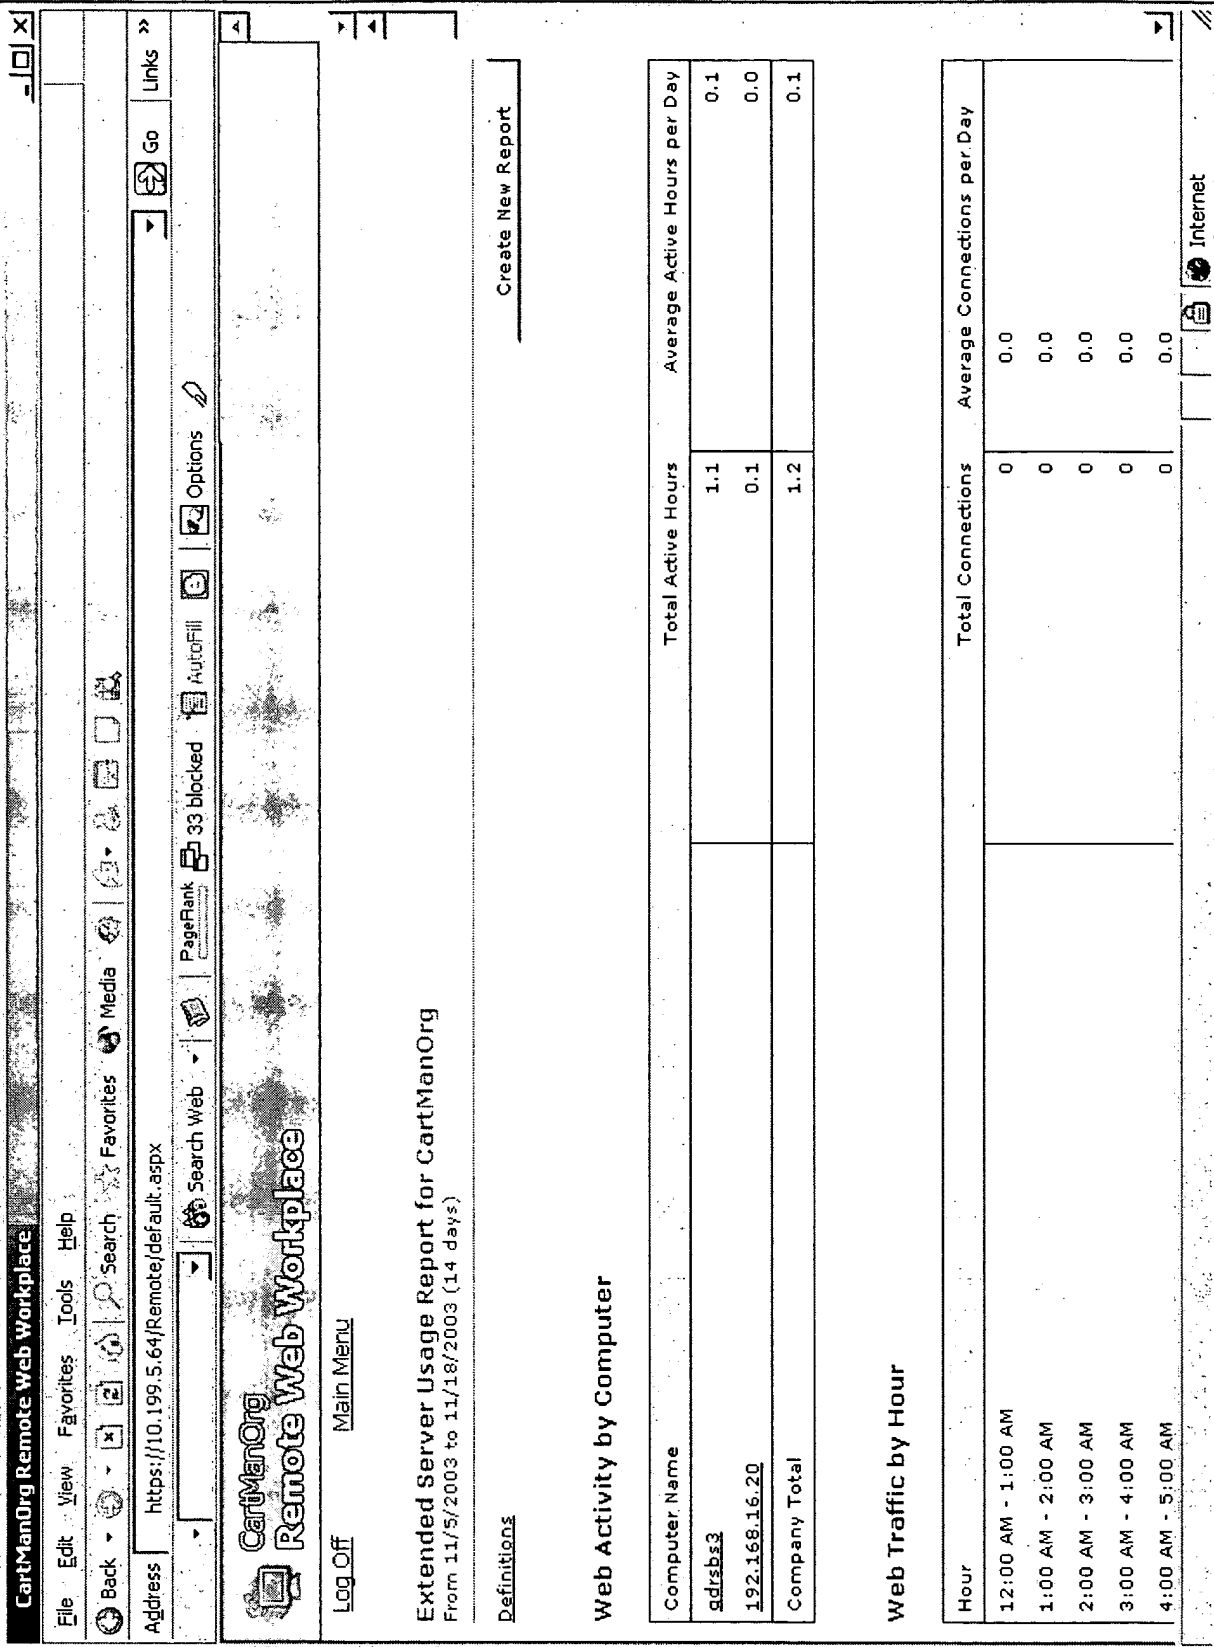 CartManOrg Remote Web Workplace
File Edit View Favorites Tools Help
Back Search Favorites Media
Address https://10.199.5.64/Remote/default.aspx Go Links »
Search Web PageRank 33 blocked AutoFill Options
CartManOrg
Remote Web Workplace
Log Off Main Menu
Extended Server Usage Report for CartManOrg
From 11/5/2003 to 11/18/2003 (14 days)
Definitions Create New Report
Web Activity by Computer
Computer Name Total Active Hours Average Active Hours per Day
gdrsbs3 1.1 0.1
192.168.16.20 0.1 0.0
Company Total 1.2 0.1
Web Traffic by Hour
Hour Total Connections Average Connections per Day
12:00 AM - 1:00 AM 0 0.0
1:00 AM - 2:00 AM 0 0.0
2:00 AM - 3:00 AM 0 0.0
3:00 AM - 4:00 AM 0 0.0
4:00 AM - 5:00 AM 0 0.0
Internet